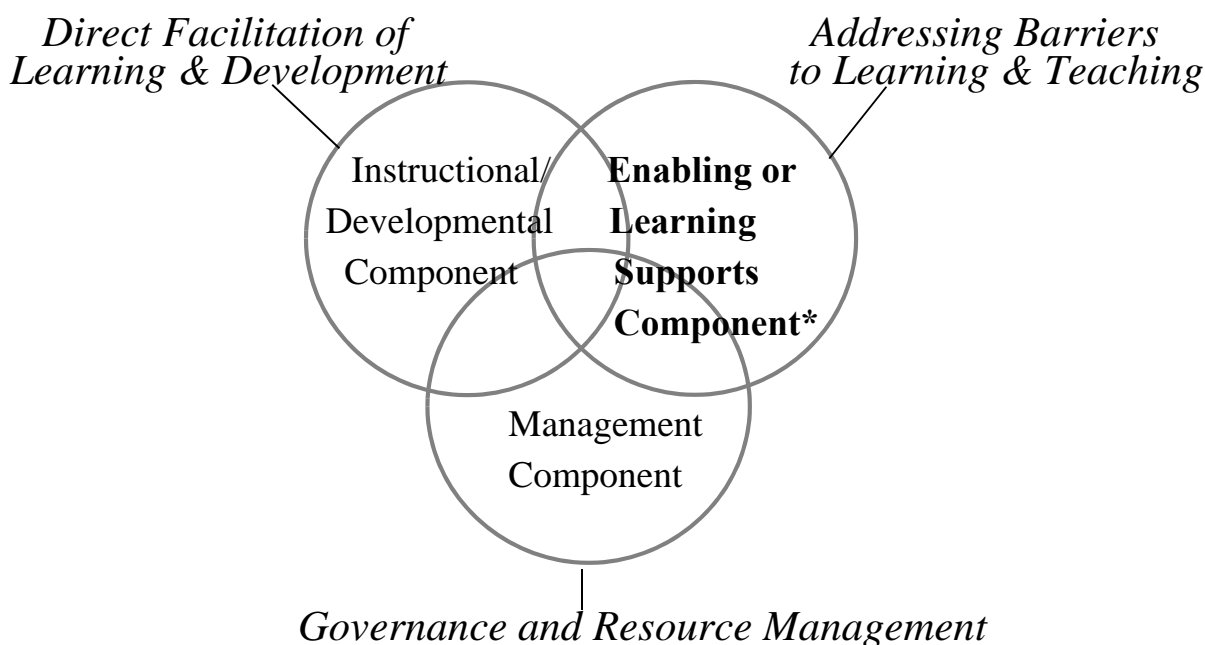 Direct Facilitation of
Learning & Development
Addressing Barriers
to Learning & Teaching
Instructional/
Developmental
Component
Enabling or
Learning
Supports
Component*
Management
Component
Governance and Resource Management